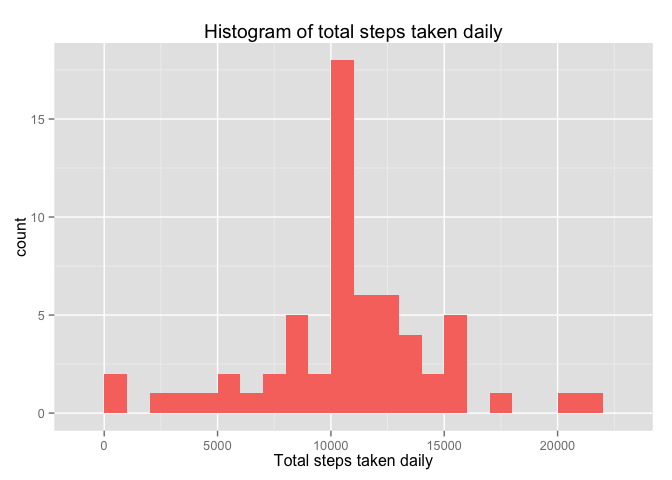 Histogram of total steps taken daily
count
15
10
5
0
0 5000 10000 15000 20000
Total steps taken daily